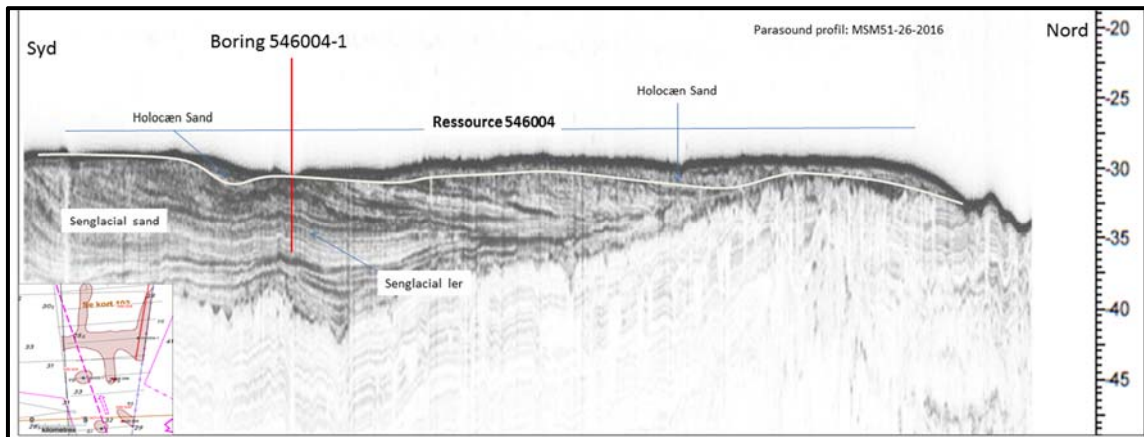 Syd
Boring 546004-1
Parasound profil: MSM51-26-2016
Nord
Holocæn Sand
Ressource 546004
Holocæn Sand
Senglacial sand
Senglacial ler
-20
-25
-30
-35
-40
-45
Se kort